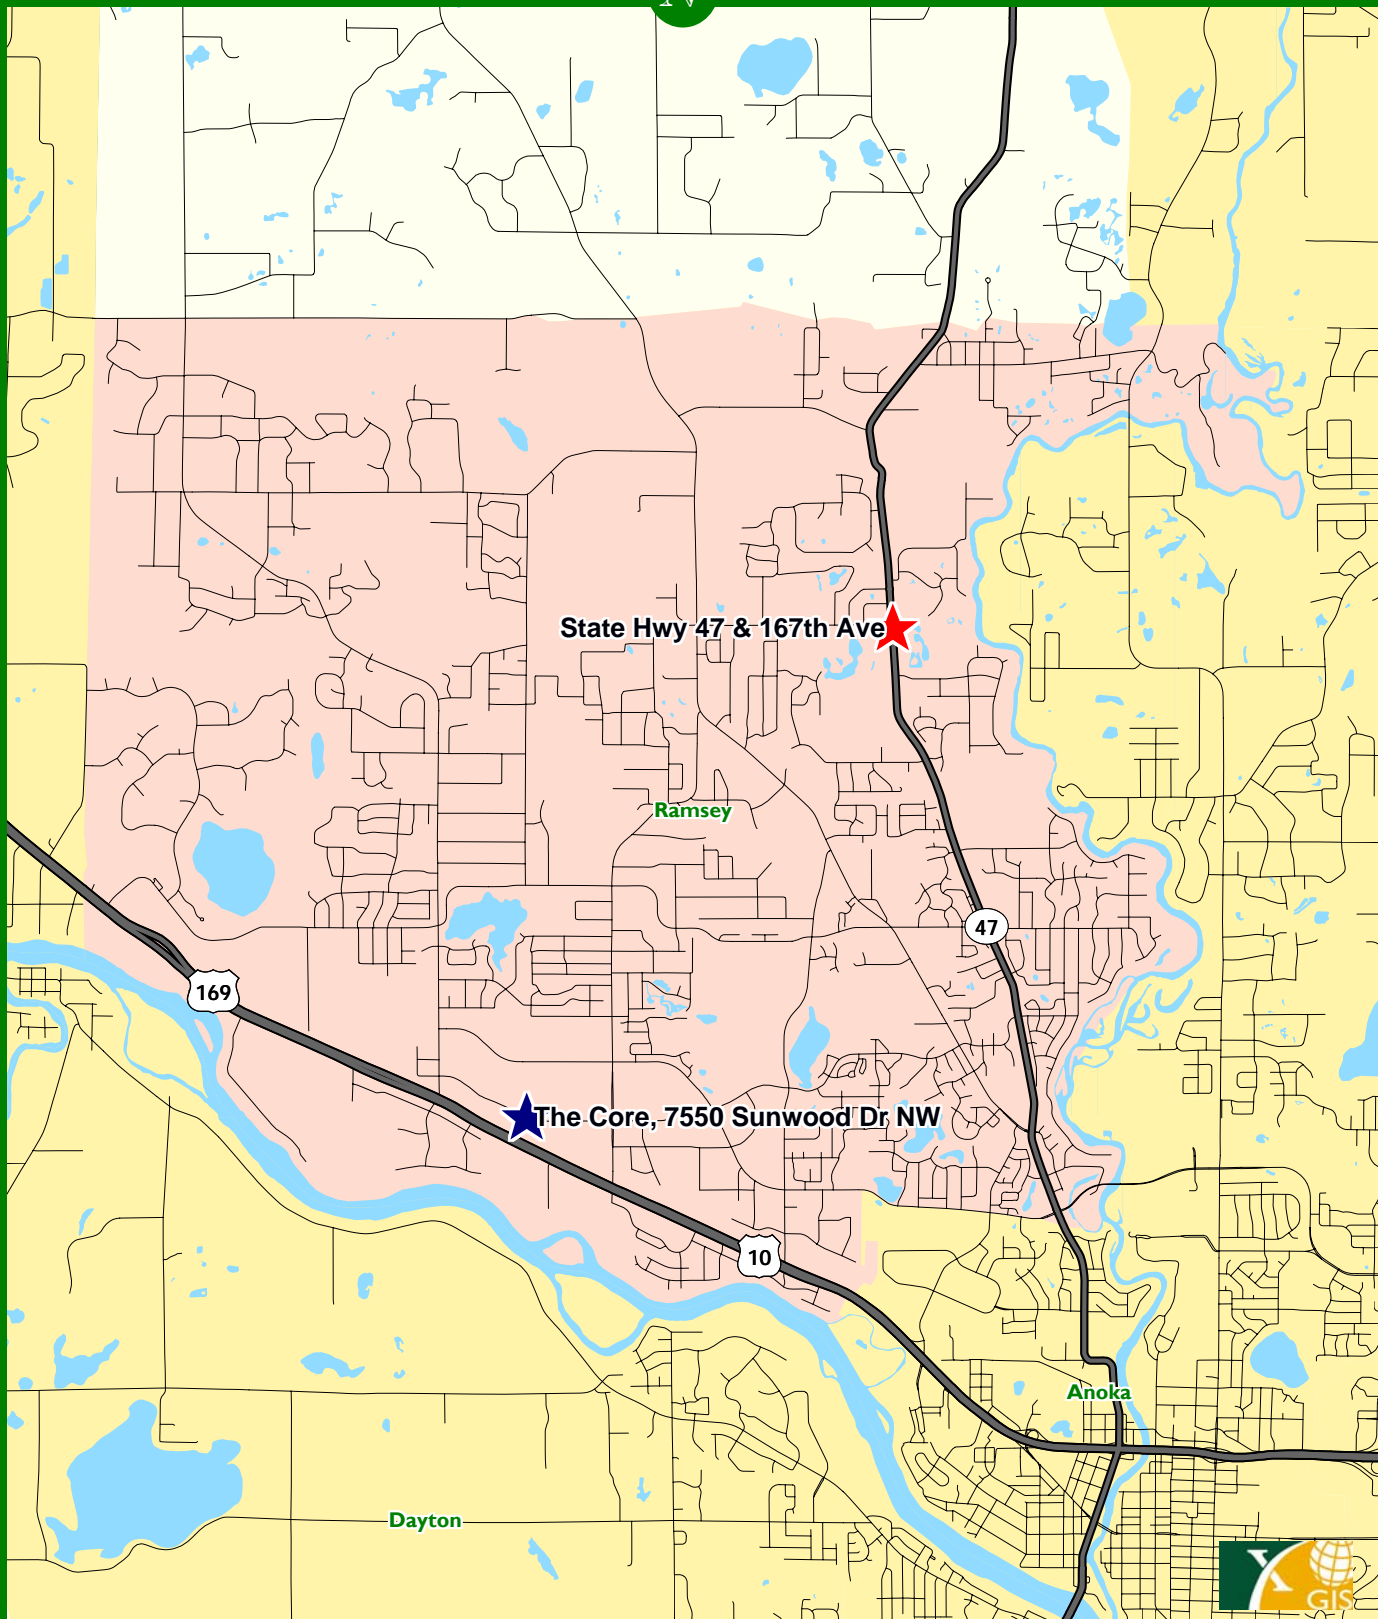 State Hwy 47 & 167th Ave
Ramsey
47
169
The Core, 7550 Sunwood Dr NW
10
Anoka
Dayton
X
GIS